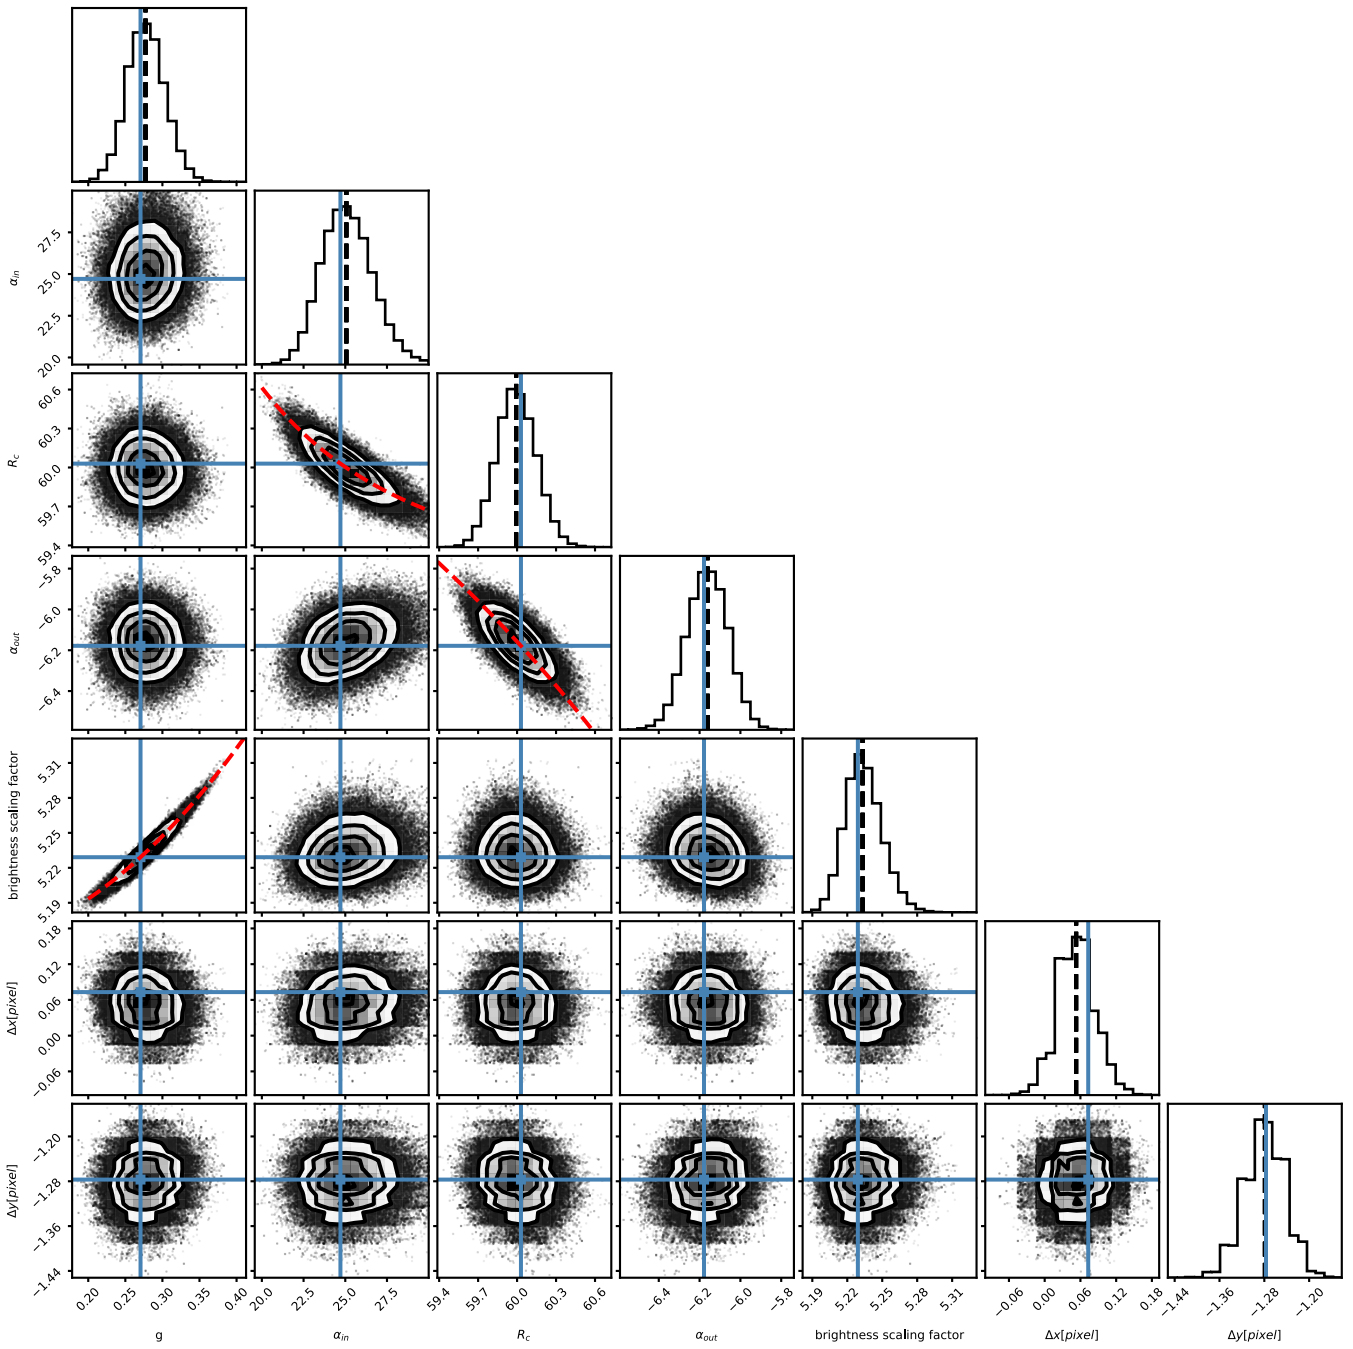 27.5
25.0
22.5
20.0
α_in
60.6
60.3
60.0
59.7
59.4
R_c
−5.8
−6.0
−6.2
−6.4
α_out
5.31
5.28
5.25
5.22
5.19
brightness scaling factor
0.18
0.12
0.06
0.00
−0.06
Δx[pixel]
−1.20
−1.28
−1.36
−1.44
Δy[pixel]
0.20 0.25 0.30 0.35 0.40
g
20.0 22.5 25.0 27.5
α_in
59.4 59.7 60.0 60.3 60.6
R_c
−6.4 −6.2 −6.0 −5.8
α_out
5.19 5.22 5.25 5.28 5.31
brightness scaling factor
−0.06 0.00 0.06 0.12 0.18
Δx[pixel]
−1.44 −1.36 −1.28 −1.20
Δy[pixel]